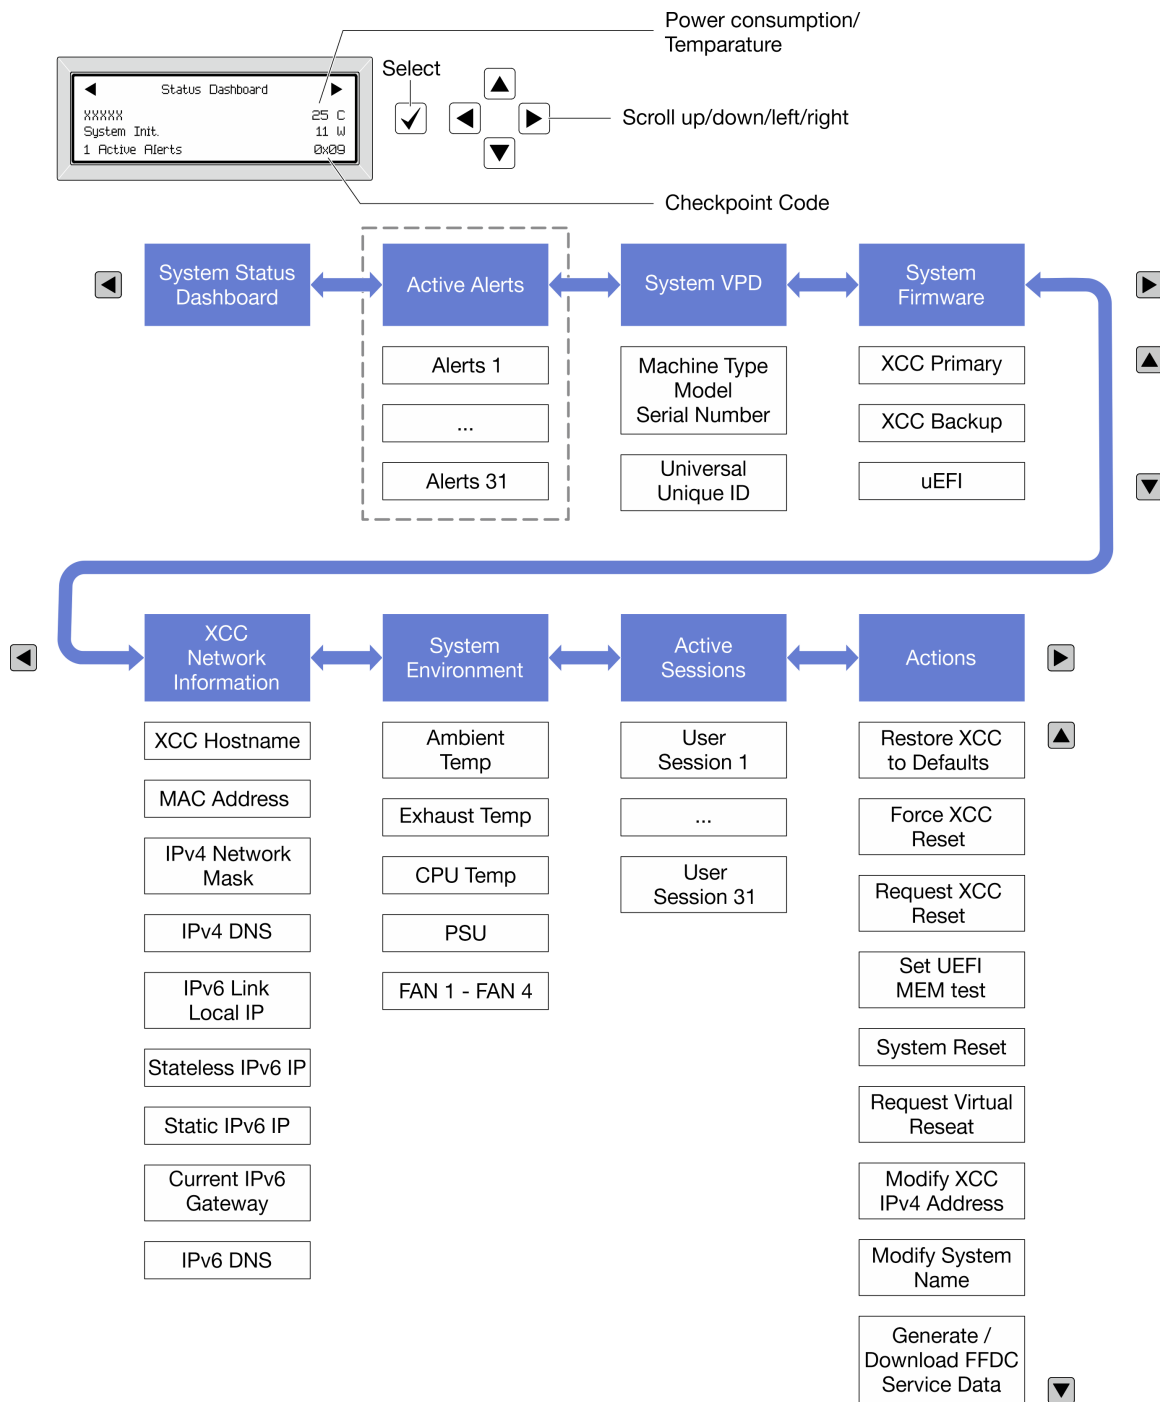 Power consumption/
Temparature
Select
Status Dashboard
XXXXX 25 C
System Init. 11 W
1 Active Alerts 0x09
Scroll up/down/left/right
Checkpoint Code
System Status
Dashboard
Active Alerts
System VPD
System
Firmware
Alerts 1
...
Alerts 31
Machine Type
Model
Serial Number
Universal
Unique ID
XCC Primary
XCC Backup
uEFI
XCC
Network
Information
System
Environment
Active
Sessions
Actions
XCC Hostname
MAC Address
IPv4 Network
Mask
IPv4 DNS
IPv6 Link
Local IP
Stateless IPv6 IP
Static IPv6 IP
Current IPv6
Gateway
IPv6 DNS
Ambient
Temp
Exhaust Temp
CPU Temp
PSU
FAN 1 - FAN 4
User
Session 1
...
User
Session 31
Restore XCC
to Defaults
Force XCC
Reset
Request XCC
Reset
Set UEFI
MEM test
System Reset
Request Virtual
Reseat
Modify XCC
IPv4 Address
Modify System
Name
Generate /
Download FFDC
Service Data